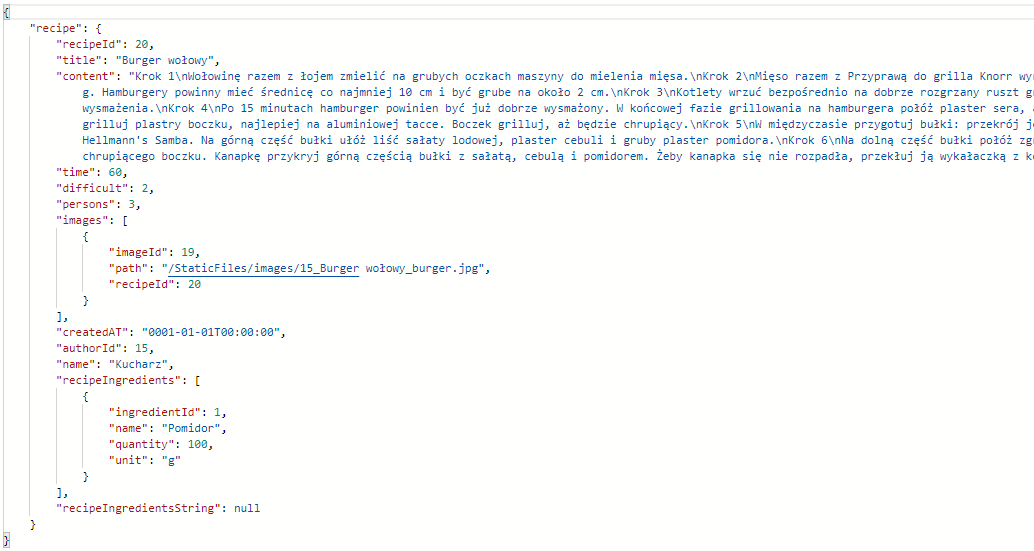 {
"recipe": {
"recipeId": 20,
"title": "Burger wołowy",
"content": "Krok 1\nWołowinę razem z łojem zmielić na grubych oczkach maszyny do mielenia mięsa.\nKrok 2\nMięso razem z Przyprawą do grilla Knorr
g. Hamburgery powinny mieć średnicę co najmniej 10 cm i być grube na około 2 cm.\nKrok 3\nKotlety wrzuć bezpośrednio na dobrze rozgrzany ruszt
wysmażenia.\nKrok 4\nPo 15 minutach hamburger powinien być już dobrze wysmażony. W końcowej fazie grillowania na hamburgera połóż plaster sera,
grilluj plastry boczku, najlepiej na aluminiowej tacce. Boczek grilluj, aż będzie chrupiący.\nKrok 5\nW międzyczasie przygotuj bułki: przekrój
Hellmann's Samba. Na górną część bułki ułóż liść sałaty lodowej, plaster cebuli i gruby plaster pomidora.\nKrok 6\nNa dolną część bułki połóż
chrupiącego boczku. Kanapkę przykryj górną częścią bułki z sałatą, cebulą i pomidorem. Żeby kanapka się nie rozpadła, przekłuj ją wykałaczką z
"time": 60,
"difficult": 2,
"persons": 3,
"images": [
{
"imageId": 19,
"path": "/StaticFiles/images/15_Burger wołowy_burger.jpg",
"recipeId": 20
}
],
"createdAT": "0001-01-01T00:00:00",
"authorId": 15,
"name": "Kucharz",
"recipeIngredients": [
{
"ingredientId": 1,
"name": "Pomidor",
"quantity": 100,
"unit": "g"
}
],
"recipeIngredientsString": null
}
}